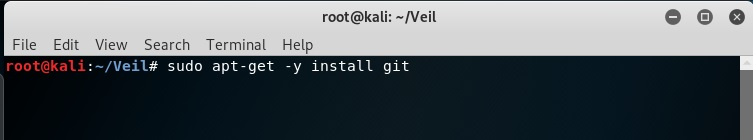 root@kali: ~/Veil
File Edit View Search Terminal Help
root@kali:~/Veil# sudo apt-get -y install git